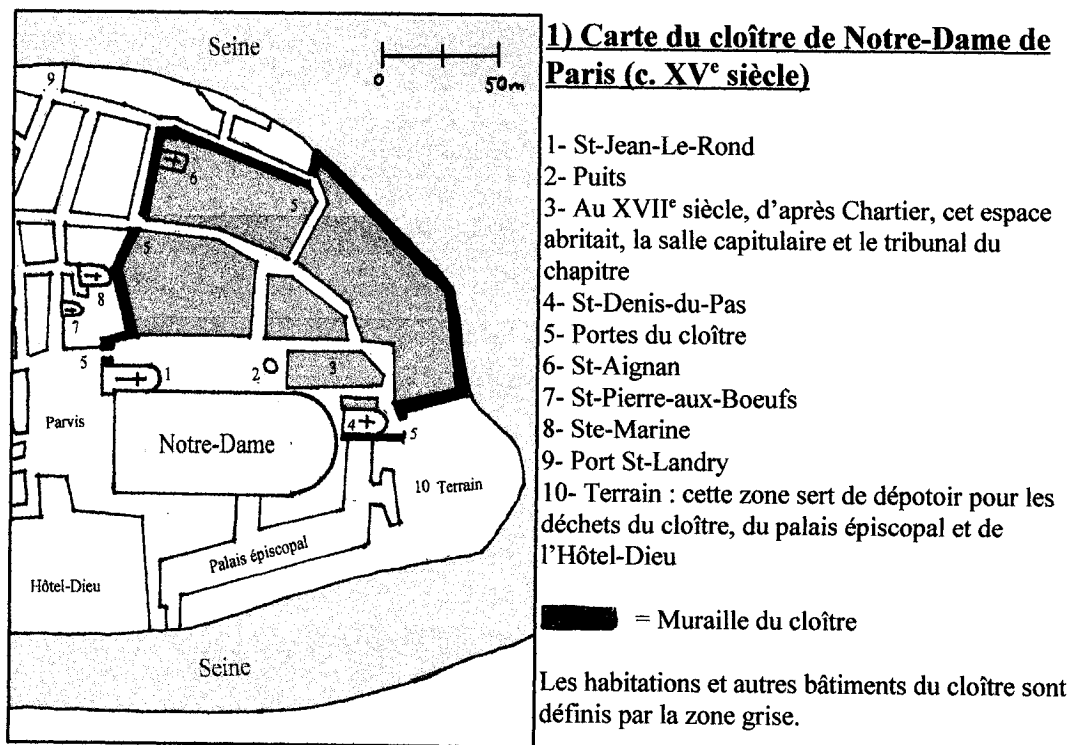 Seine
0 50m
9
6
5
5
8
7
5
1
2
3
Parvis
Notre-Dame
4
5
10 Terrain
Palais épiscopal
Hôtel-Dieu
Seine
1) Carte du cloître de Notre-Dame de
Paris (c. XVe siècle)
1- St-Jean-Le-Rond
2- Puits
3- Au XVIIe siècle, d'après Chartier, cet espace
abritait, la salle capitulaire et le tribunal du
chapitre
4- St-Denis-du-Pas
5- Portes du cloître
6- St-Aignan
7- St-Pierre-aux-Boeufs
8- Ste-Marine
9- Port St-Landry
10- Terrain : cette zone sert de dépotoir pour les
déchets du cloître, du palais épiscopal et de
l'Hôtel-Dieu
= Muraille du cloître
Les habitations et autres bâtiments du cloître sont
définis par la zone grise.